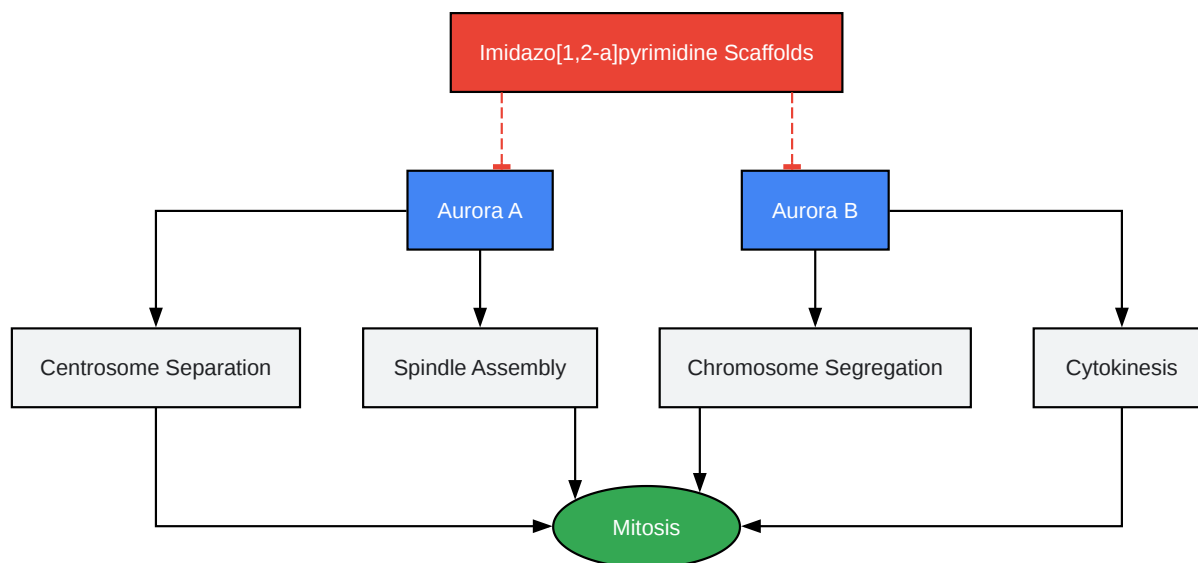 Imidazo[1,2-a]pyrimidine Scaffolds
Aurora A
Aurora B
Centrosome Separation
Spindle Assembly
Chromosome Segregation
Cytokinesis
Mitosis